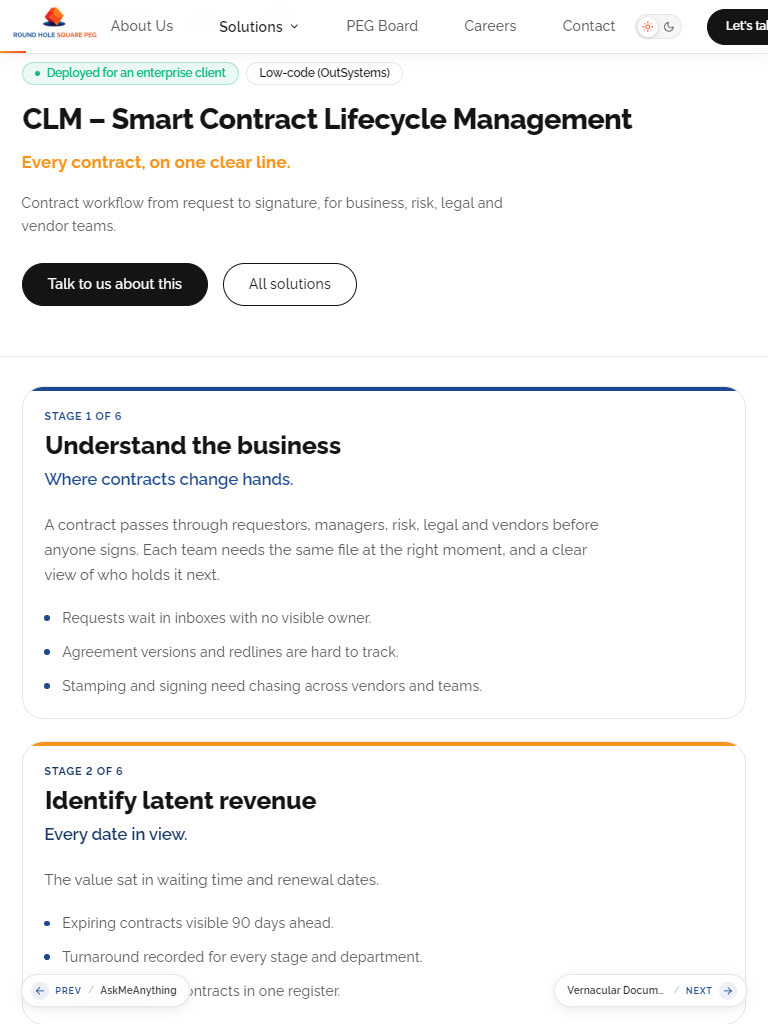 ROUND HOLE SQUARE PEG
About Us
Solutions
PEG Board
Careers
Contact
Let's tal
Deployed for an enterprise client
Low-code (OutSystems)
CLM – Smart Contract Lifecycle Management
Every contract, on one clear line.
Contract workflow from request to signature, for business, risk, legal and
vendor teams.
Talk to us about this
All solutions
STAGE 1 OF 6
Understand the business
Where contracts change hands.
A contract passes through requestors, managers, risk, legal and vendors before
anyone signs. Each team needs the same file at the right moment, and a clear
view of who holds it next.
Requests wait in inboxes with no visible owner.
Agreement versions and redlines are hard to track.
Stamping and signing need chasing across vendors and teams.
STAGE 2 OF 6
Identify latent revenue
Every date in view.
The value sat in waiting time and renewal dates.
Expiring contracts visible 90 days ahead.
Turnaround recorded for every stage and department.
ontracts in one register.
PREV / AskMeAnything
Vernacular Docum... / NEXT